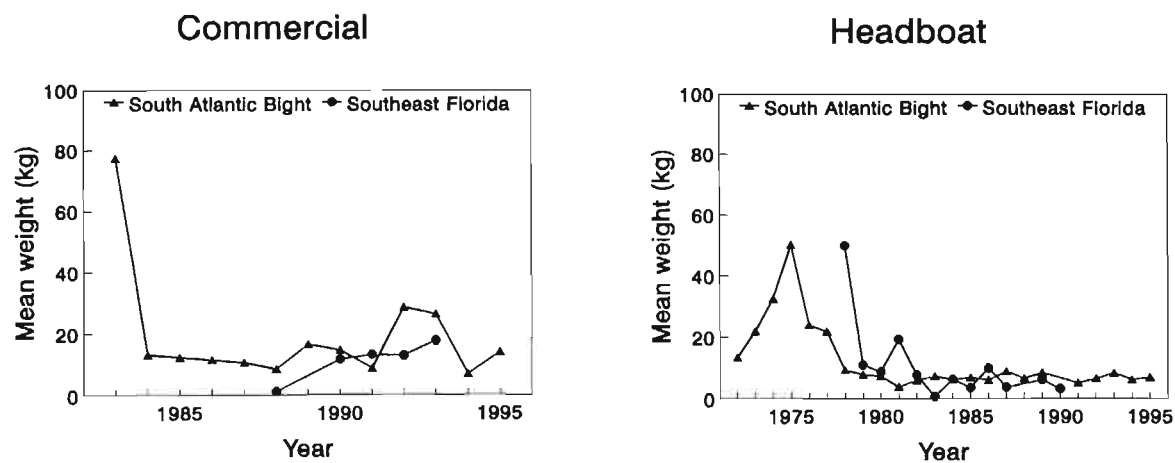 Commercial
100
80
60
40
20
0
Mean weight (kg)
South Atlantic Bight Southeast Florida
1985 1990 1995
Year
Headboat
100
80
60
40
20
0
Mean weight (kg)
South Atlantic Bight Southeast Florida
1975 1980 1985 1990 1995
Year